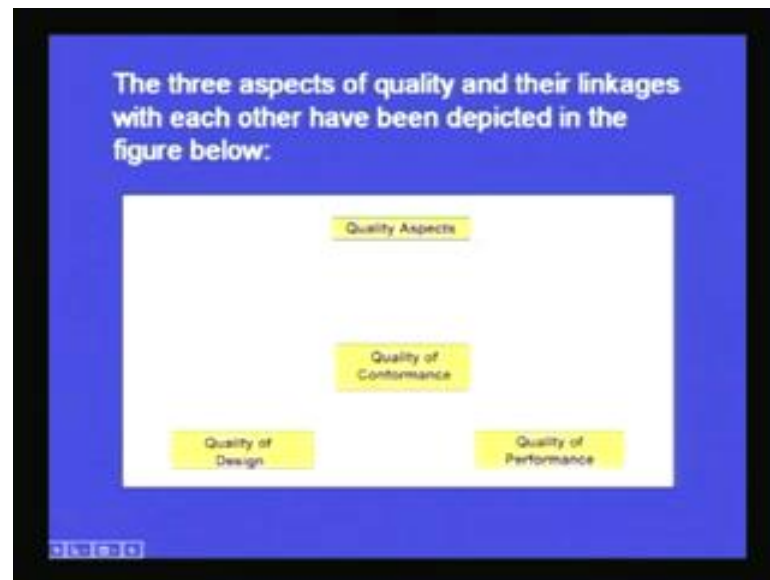 The three aspects of quality and their linkages
with each other have been depicted in the
figure below:
Quality Aspects
Quality of
Conformance
Quality of
Design
Quality of
Performance